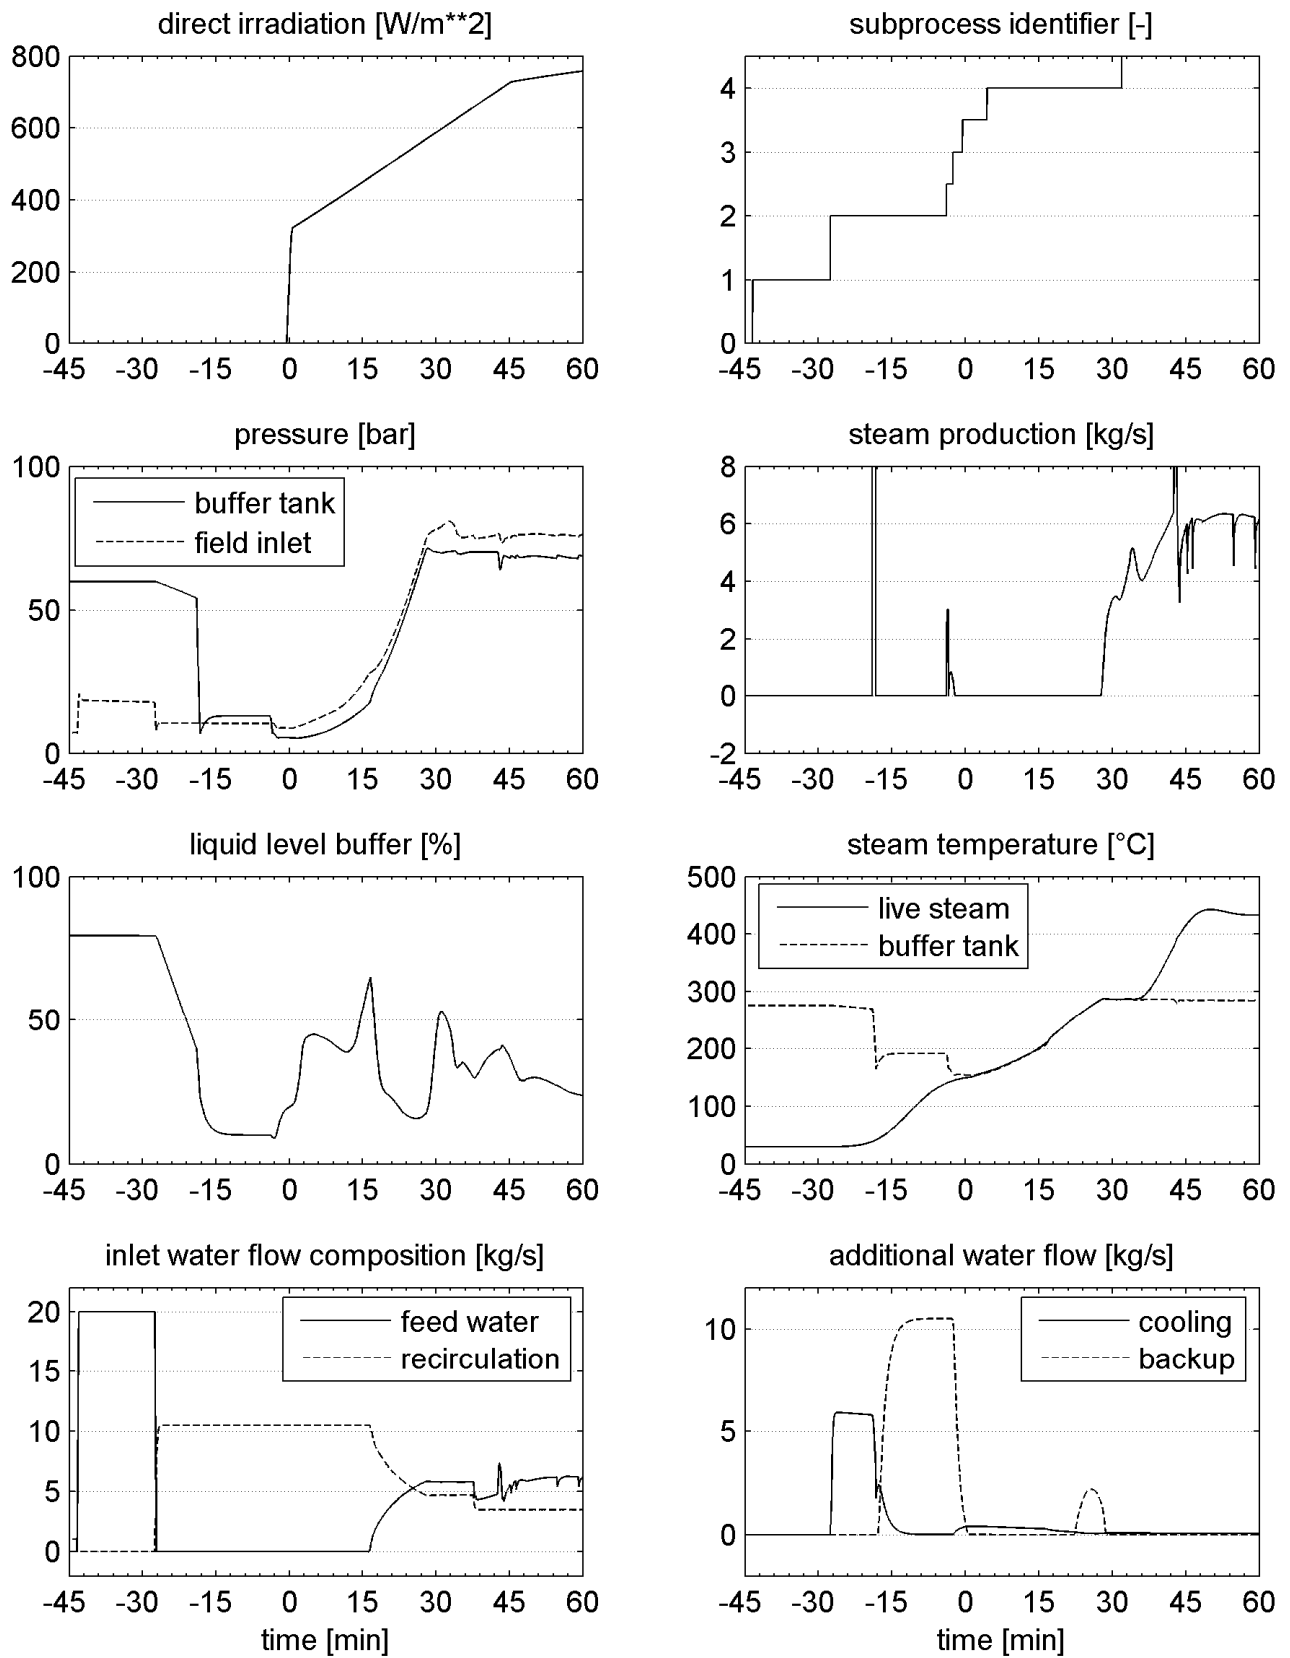 direct irradiation [W/m**2]
800
600
400
200
0
-45 -30 -15 0 15 30 45 60
subprocess identifier [-]
4
3
2
1
0
-45 -30 -15 0 15 30 45 60
pressure [bar]
100
50
0
buffer tank
field inlet
-45 -30 -15 0 15 30 45 60
steam production [kg/s]
8
6
4
2
0
-2
-45 -30 -15 0 15 30 45 60
liquid level buffer [%]
100
50
0
-45 -30 -15 0 15 30 45 60
steam temperature [°C]
500
400
300
200
100
0
live steam
buffer tank
-45 -30 -15 0 15 30 45 60
inlet water flow composition [kg/s]
20
15
10
5
0
feed water
recirculation
-45 -30 -15 0 15 30 45 60
time [min]
additional water flow [kg/s]
10
5
0
cooling
backup
-45 -30 -15 0 15 30 45 60
time [min]